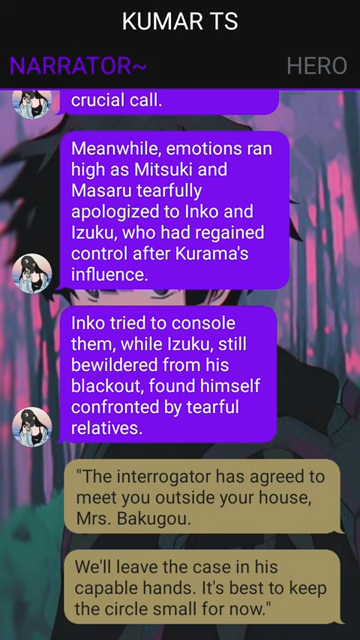 KUMAR TS
NARRATOR~ HERO
crucial call.
Meanwhile, emotions ran
high as Mitsuki and
Masaru tearfully
apologized to Inko and
Izuku, who had regained
control after Kurama's
influence.
Inko tried to console
them, while Izuku, still
bewildered from his
blackout, found himself
confronted by tearful
relatives.
"The interrogator has agreed to
meet you outside your house,
Mrs. Bakugou.
We'll leave the case in his
capable hands. It's best to keep
the circle small for now."